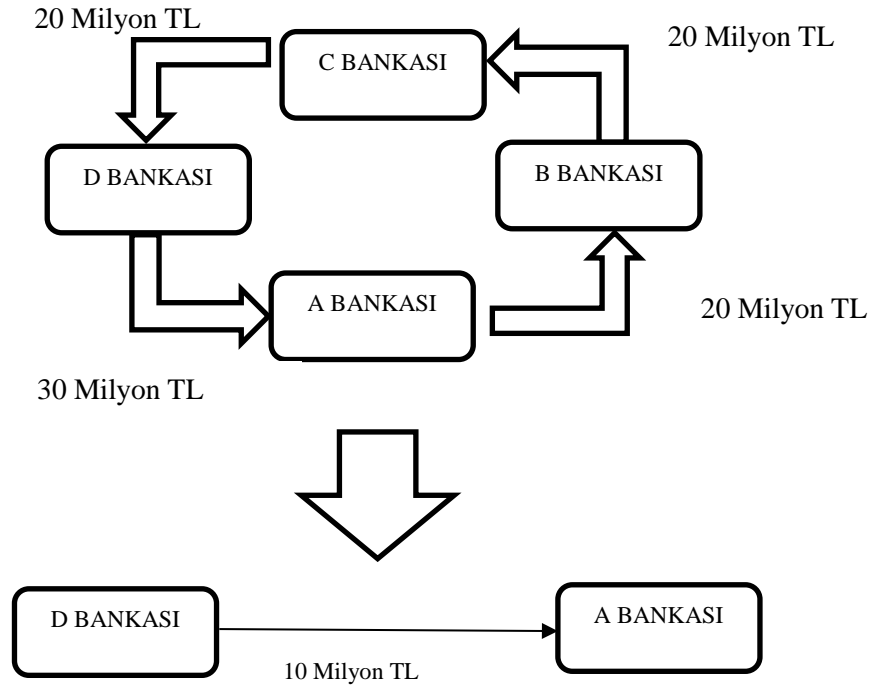 20 Milyon TL
C BANKASI
20 Milyon TL
D BANKASI
B BANKASI
A BANKASI
20 Milyon TL
30 Milyon TL
D BANKASI
A BANKASI
10 Milyon TL